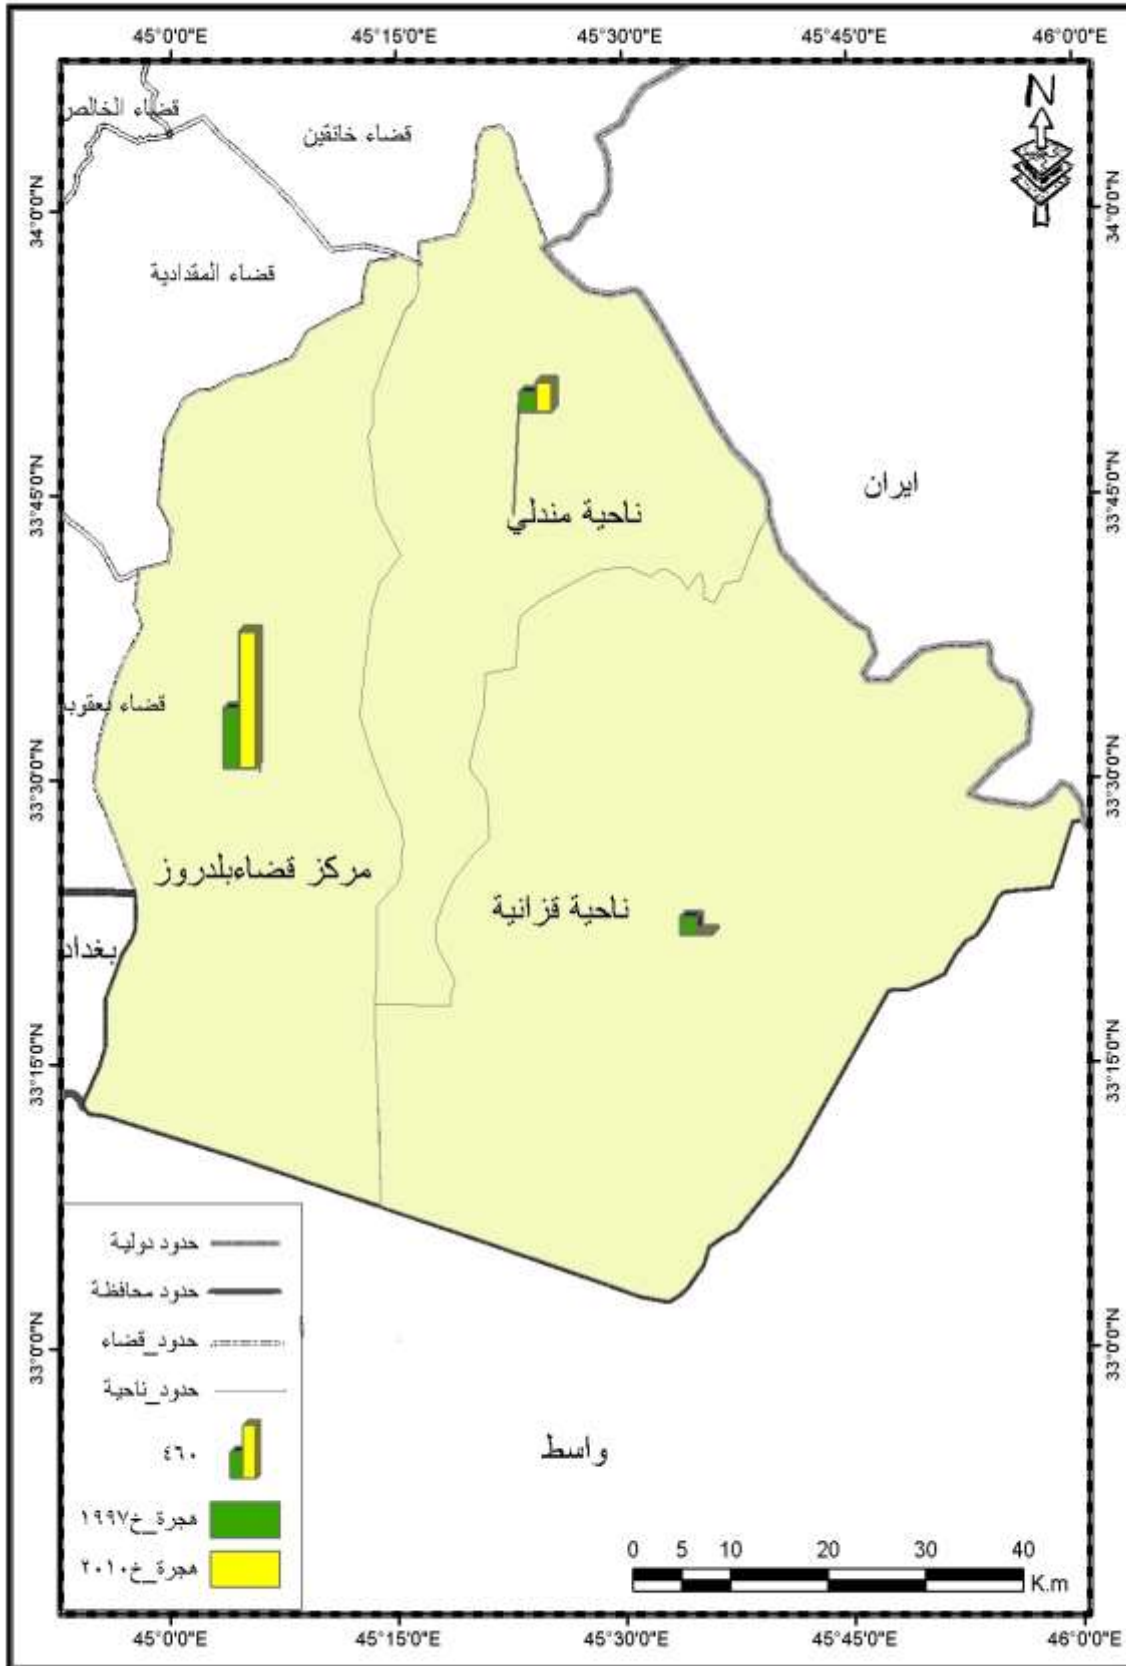 45°0'0"E 45°15'0"E 45°30'0"E 45°45'0"E 46°0'0"E
N
قضاء الخالص
قضاء خانقين
34°0'0"N 34°0'0"N
قضاء المقدادية
ايران
33°45'0"N 33°45'0"N
ناحية مندلي
قضاء بعقوب
33°30'0"N 33°30'0"N
مركز قضاءبلدروز
ناحية قزانية
بغداد
33°15'0"N 33°15'0"N
حدود دولية
حدود محافظة
حدود_قضاء
33°0'0"N 33°0'0"N
حدود_ناحية
واسط
٤٦٠
هجرة_خ١٩٩٧
هجرة_خ٢٠١٠
0 5 10 20 30 40
K.m
45°0'0"E 45°15'0"E 45°30'0"E 45°45'0"E 46°0'0"E